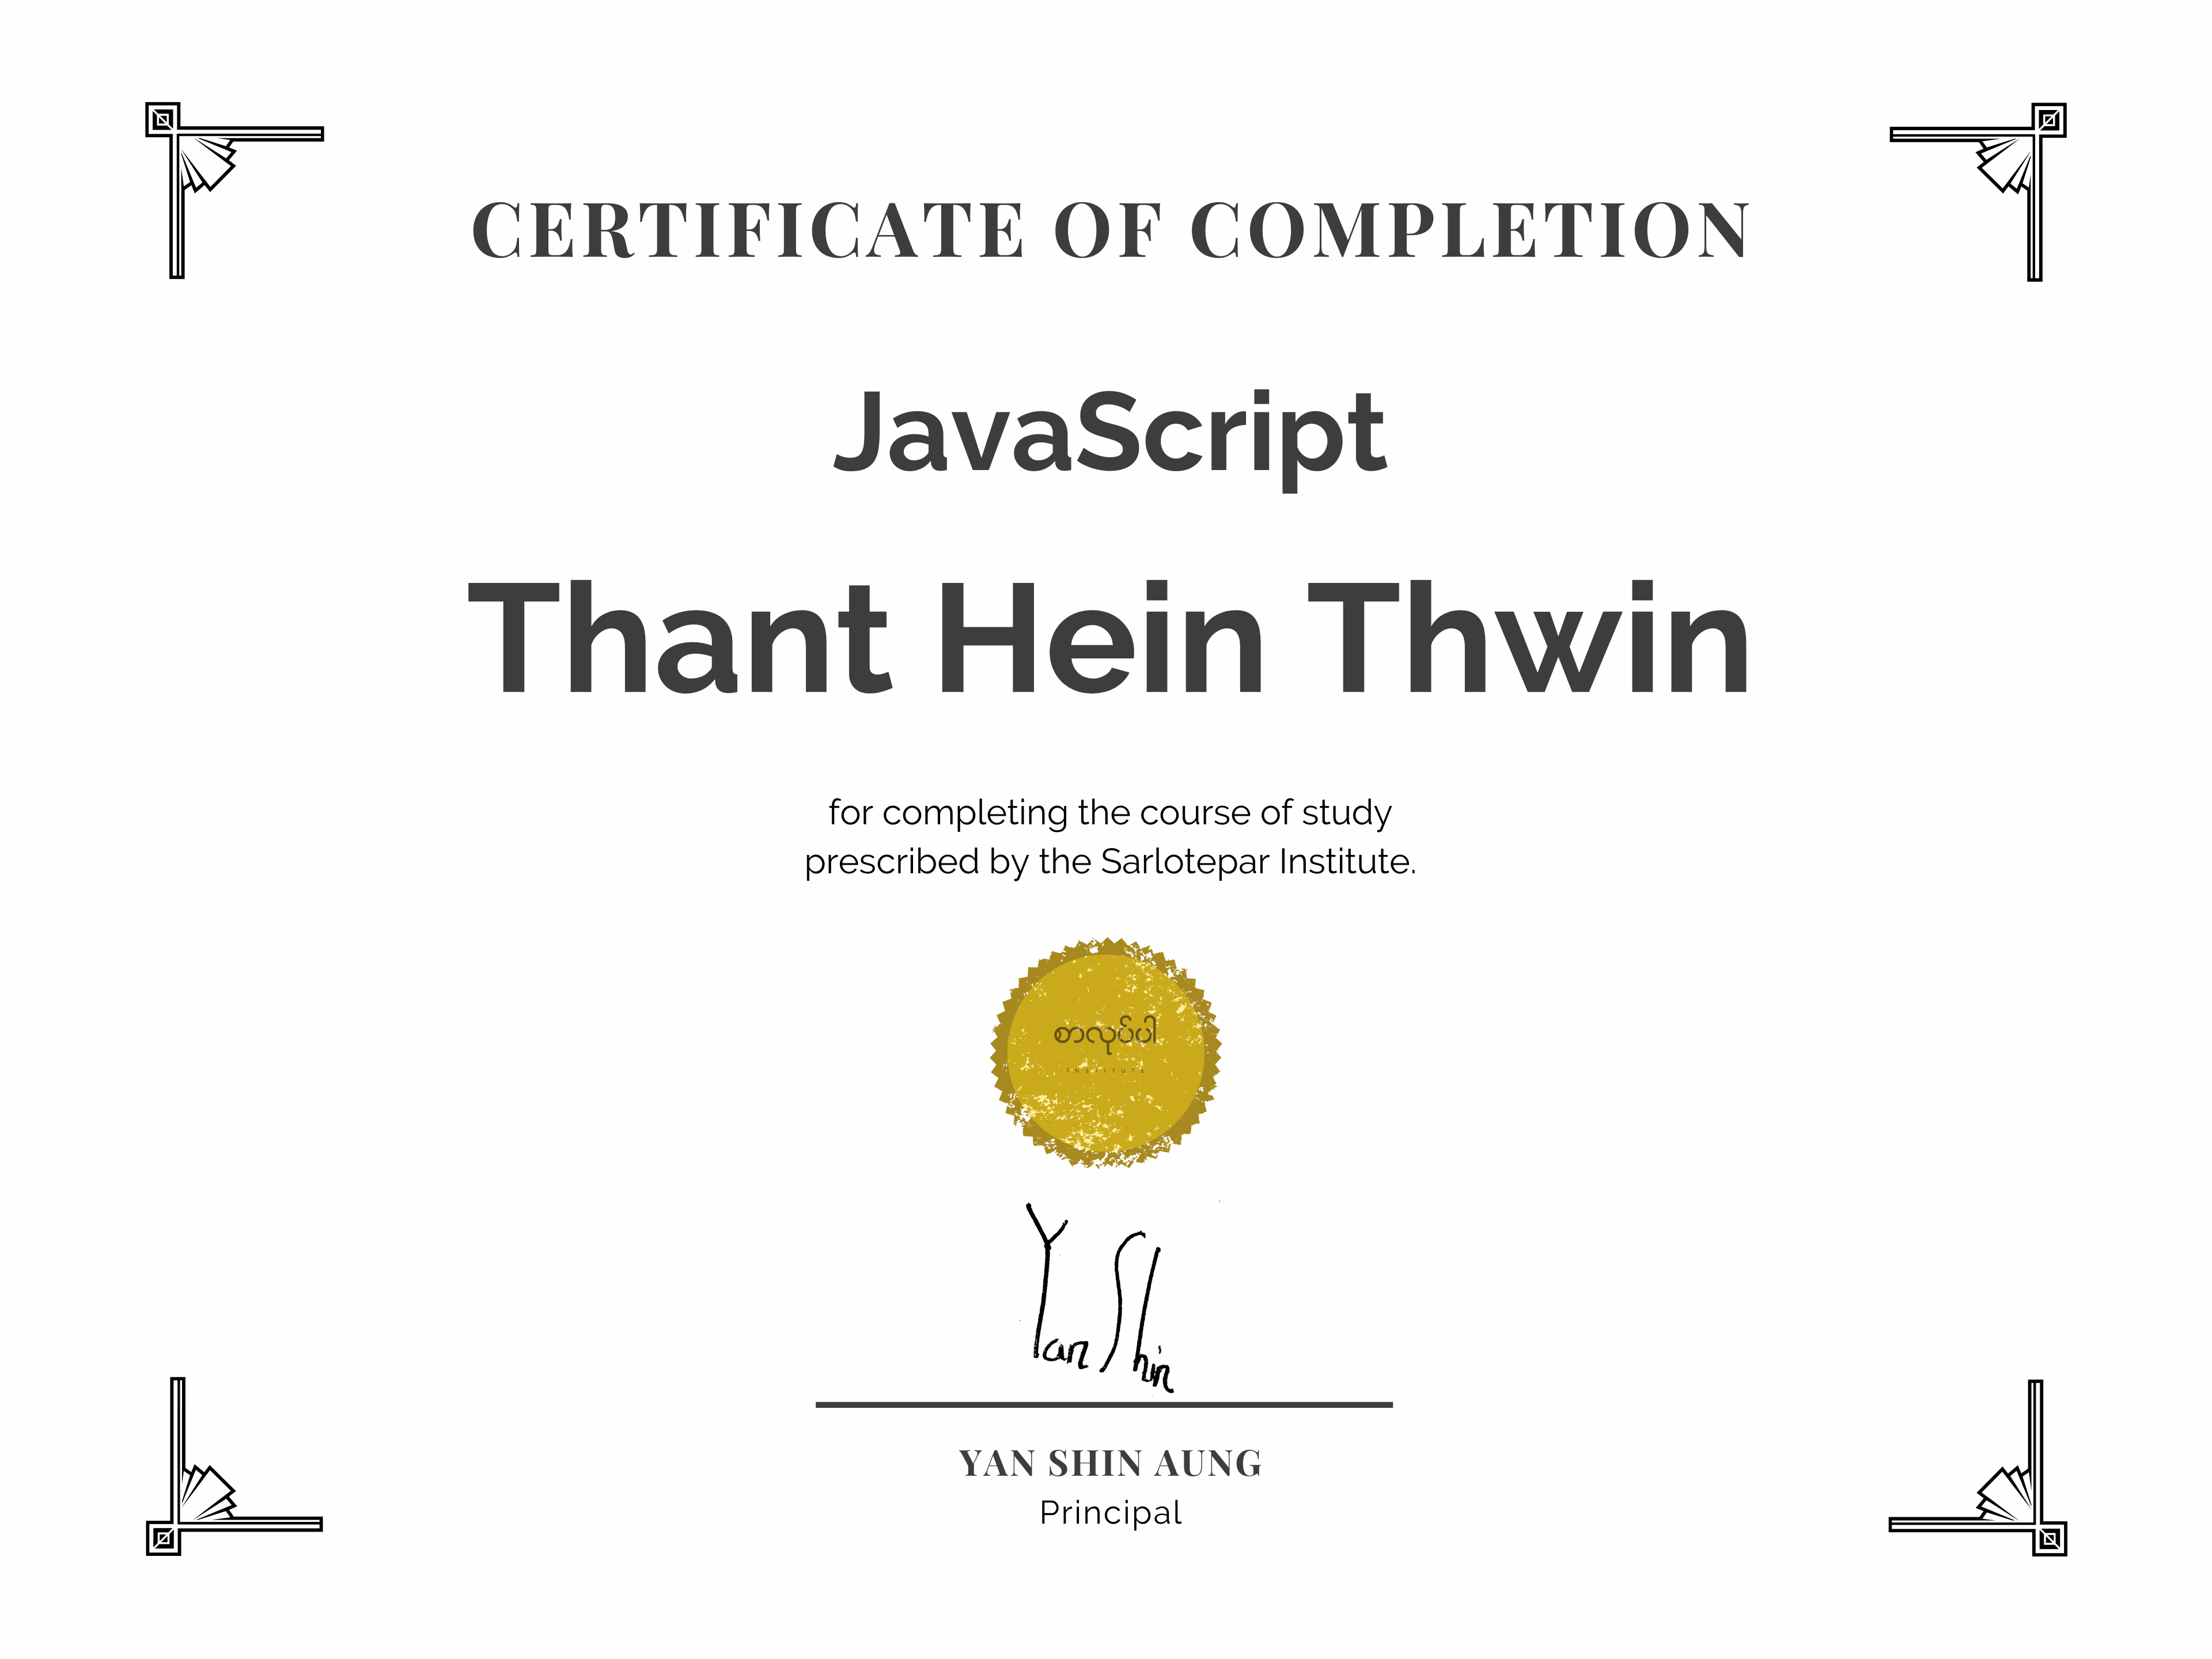 CERTIFICATE OF COMPLETION
JavaScript
Thant Hein Thwin
for completing the course of study
prescribed by the Sarlotepar Institute.
စာလုပ်ပါ
INSTITUTE
Yan Shin
YAN SHIN AUNG
Principal